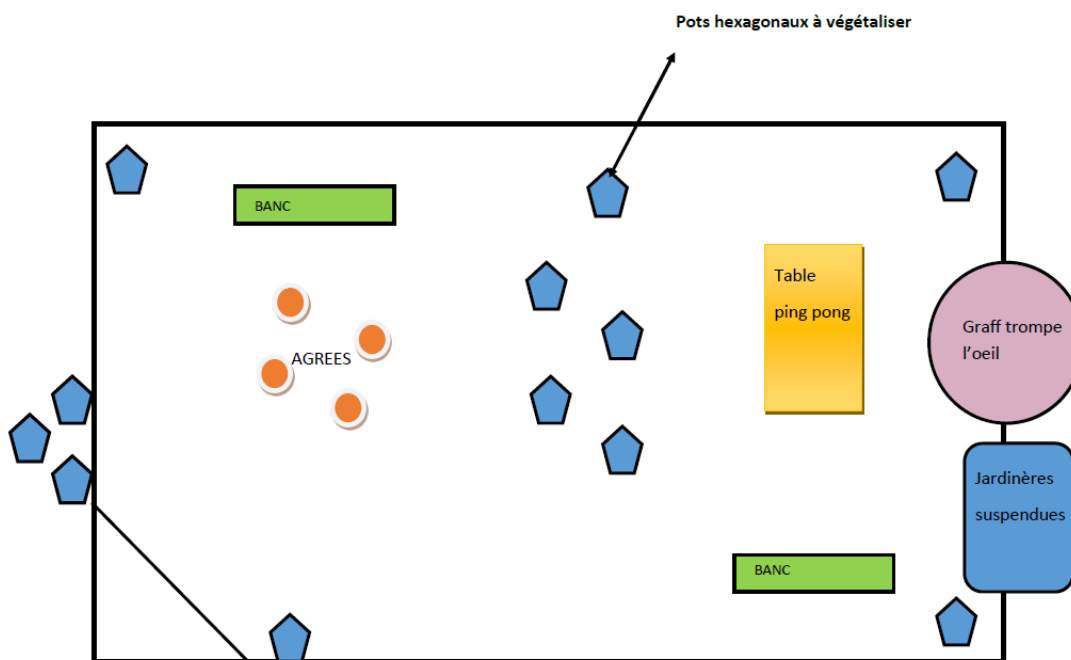 Pots hexagonaux à végétaliser
BANC
Table
ping pong
Graff trompe
l'oeil
AGREES
Jardinères
suspendues
BANC